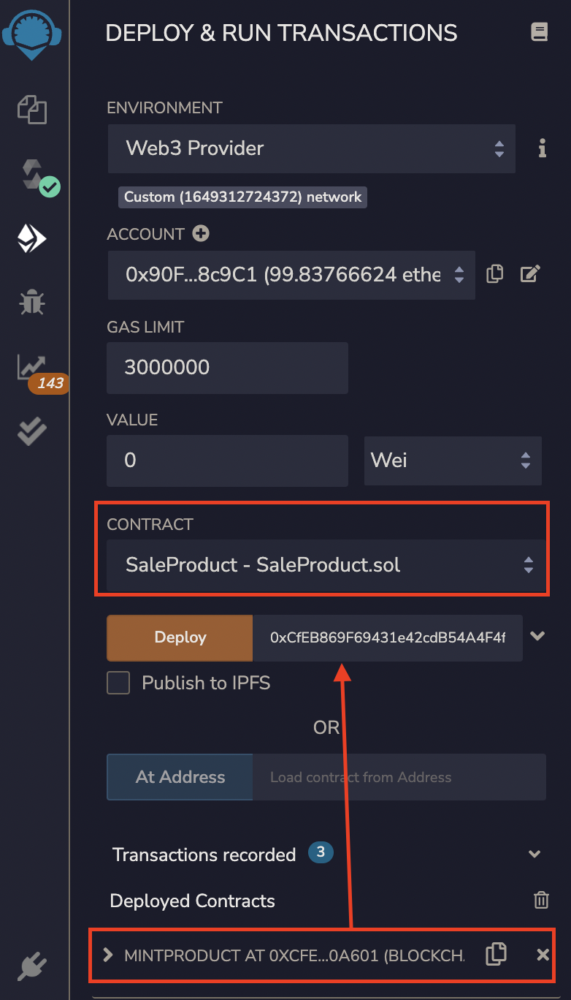 DEPLOY & RUN TRANSACTIONS
ENVIRONMENT
Web3 Provider
Custom (1649312724372) network
ACCOUNT
0x90F...8c9C1 (99.83766624 ethe
GAS LIMIT
3000000
143
VALUE
0
Wei
CONTRACT
SaleProduct - SaleProduct.sol
Deploy
0xCfEB869F69431e42cdB54A4F4f
Publish to IPFS
OR
At Address
Load contract from Address
Transactions recorded
3
Deployed Contracts
MINTPRODUCT AT 0XCFE...0A601 (BLOCKCH